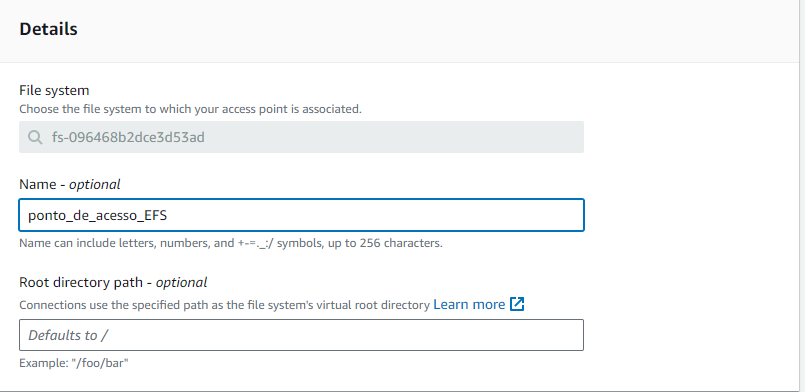 Details
File system
Choose the file system to which your access point is associated.
fs-096468b2dce3d53ad
Name - optional
ponto_de_acesso_EFS
Name can include letters, numbers, and +-=._:/ symbols, up to 256 characters.
Root directory path - optional
Connections use the specified path as the file system's virtual root directory Learn more
Defaults to /
Example: "/foo/bar"